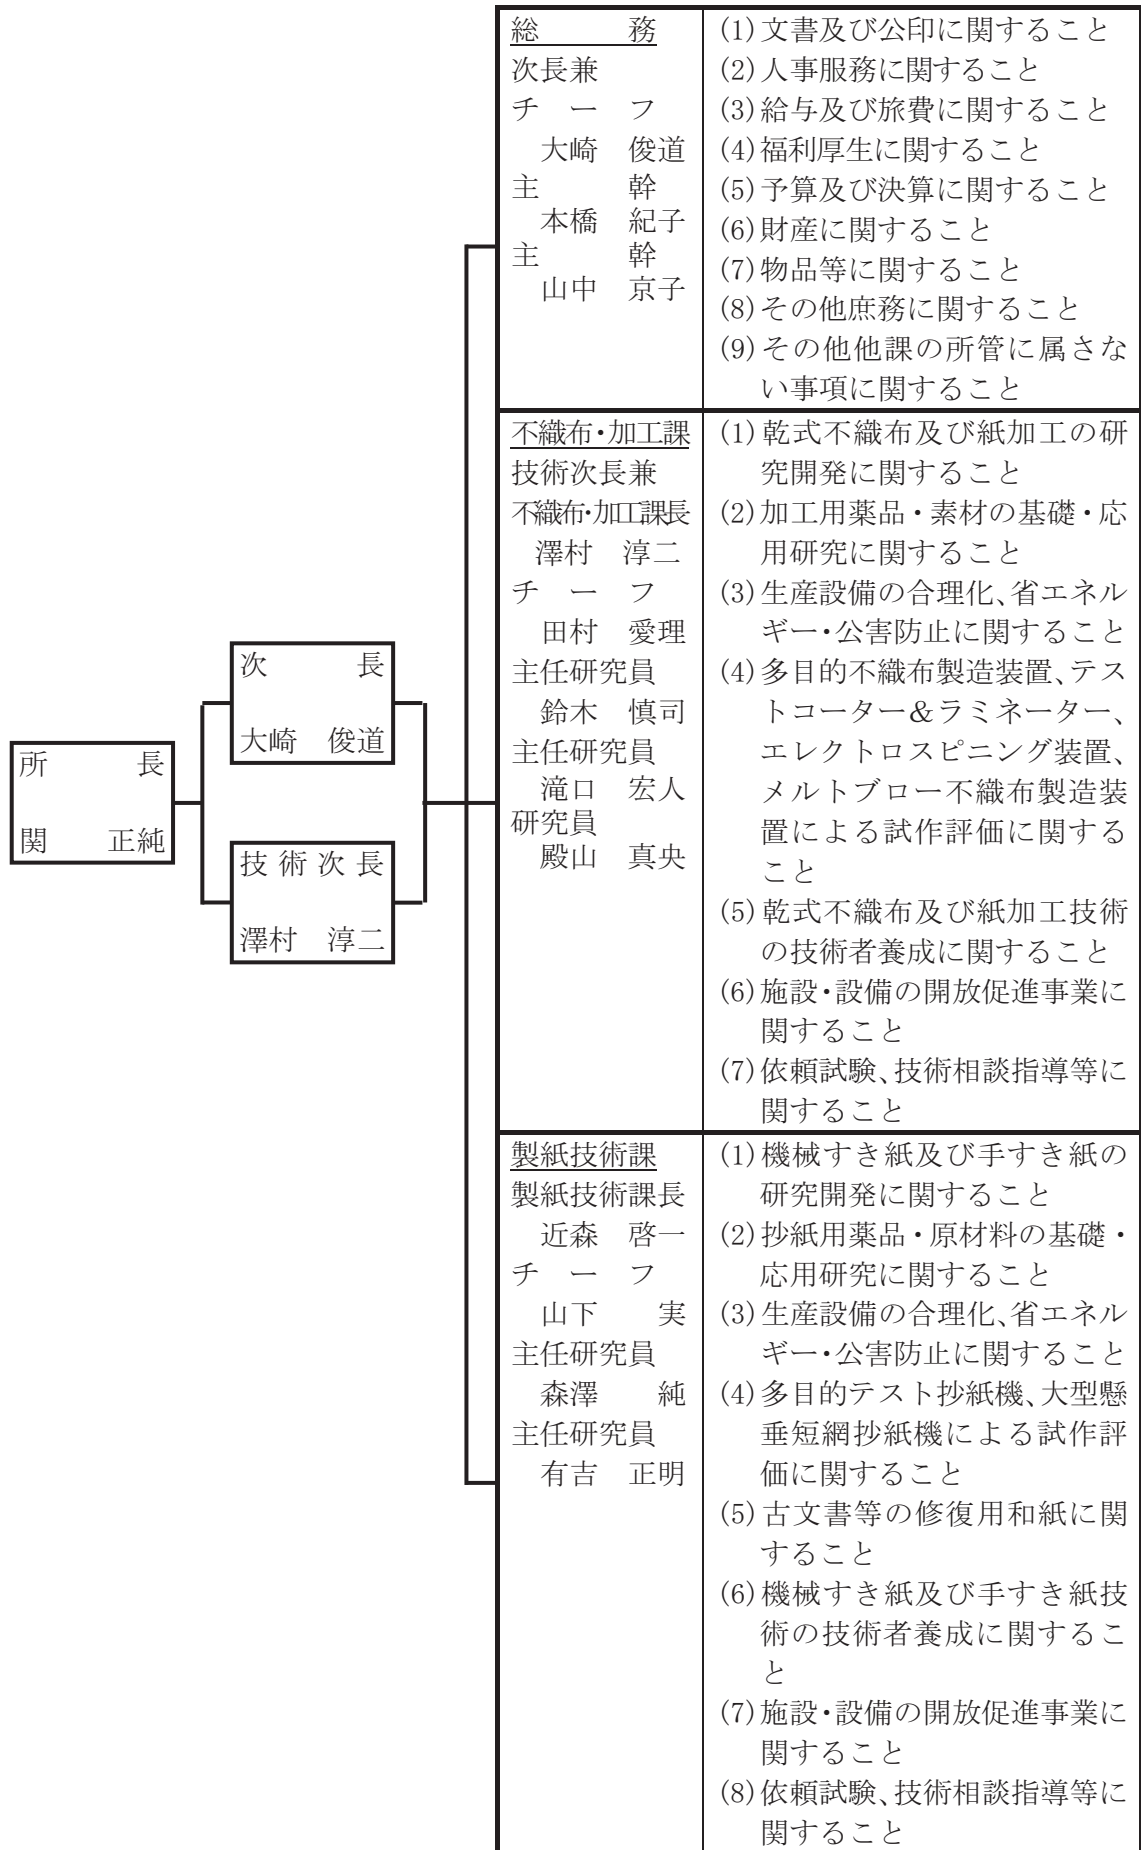 所　　　長
関　　正純
次　　　長
大崎　俊道
技 術 次 長
澤村　淳二
総　　　務
次長兼
チ　ー　フ
大崎　俊道
主　　　幹
本橋　紀子
主　　　幹
山中　京子
(1)文書及び公印に関すること
(2)人事服務に関すること
(3)給与及び旅費に関すること
(4)福利厚生に関すること
(5)予算及び決算に関すること
(6)財産に関すること
(7)物品等に関すること
(8)その他庶務に関すること
(9)その他他課の所管に属さな
い事項に関すること
不織布・加工課
技術次長兼
不織布・加工課長
澤村　淳二
チ　ー　フ
田村　愛理
主任研究員
鈴木　慎司
主任研究員
滝口　宏人
研究員
殿山　真央
(1)乾式不織布及び紙加工の研
究開発に関すること
(2)加工用薬品・素材の基礎・応
用研究に関すること
(3)生産設備の合理化、省エネル
ギー・公害防止に関すること
(4)多目的不織布製造装置、テス
トコーター&ラミネーター、
エレクトロスピニング装置、
メルトブロー不織布製造装
置による試作評価に関する
こと
(5)乾式不織布及び紙加工技術
の技術者養成に関すること
(6)施設・設備の開放促進事業に
関すること
(7)依頼試験、技術相談指導等に
関すること
製紙技術課
製紙技術課長
近森　啓一
チ　ー　フ
山下　　実
主任研究員
森澤　　純
主任研究員
有吉　正明
(1)機械すき紙及び手すき紙の
研究開発に関すること
(2)抄紙用薬品・原材料の基礎・
応用研究に関すること
(3)生産設備の合理化、省エネル
ギー・公害防止に関すること
(4)多目的テスト抄紙機、大型懸
垂短網抄紙機による試作評
価に関すること
(5)古文書等の修復用和紙に関
すること
(6)機械すき紙及び手すき紙技
術の技術者養成に関するこ
と
(7)施設・設備の開放促進事業に
関すること
(8)依頼試験、技術相談指導等に
関すること